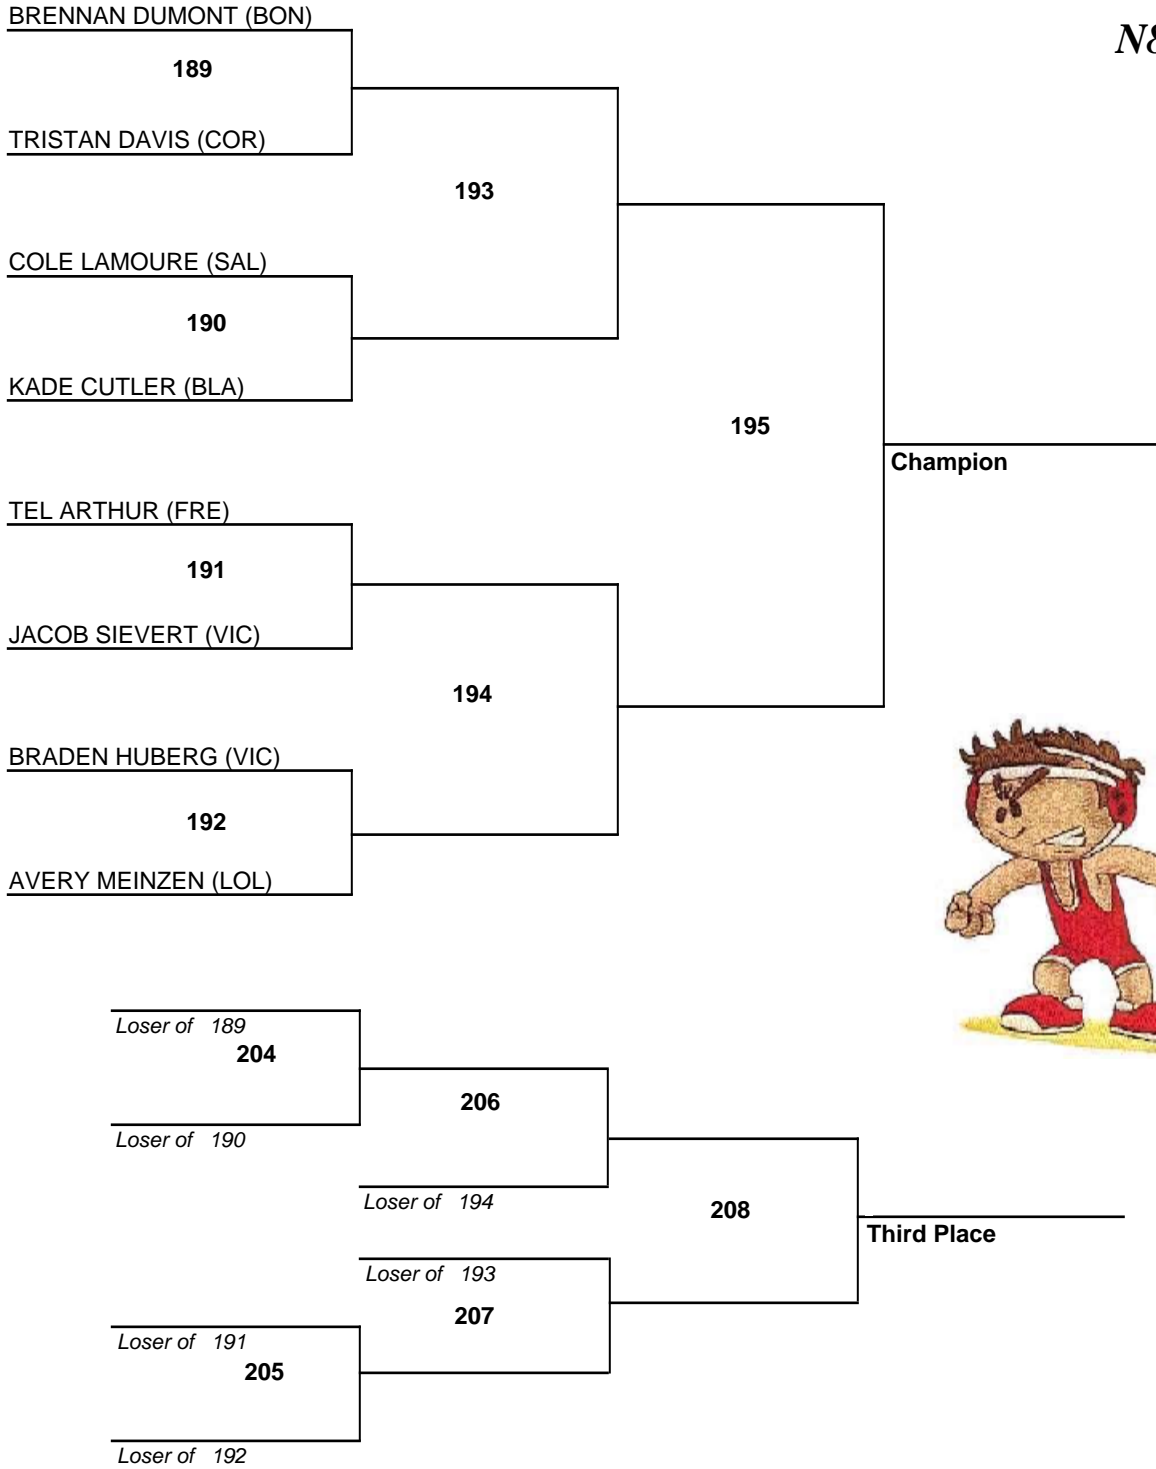 BRENNAN DUMONT (BON)
N8
189
TRISTAN DAVIS (COR)
193
COLE LAMOURE (SAL)
190
KADE CUTLER (BLA)
195
Champion
TEL ARTHUR (FRE)
191
JACOB SIEVERT (VIC)
194
BRADEN HUBERG (VIC)
192
AVERY MEINZEN (LOL)
Loser of 189
204
206
Loser of 190
Loser of 194
208
Third Place
Loser of 193
207
Loser of 191
205
Loser of 192